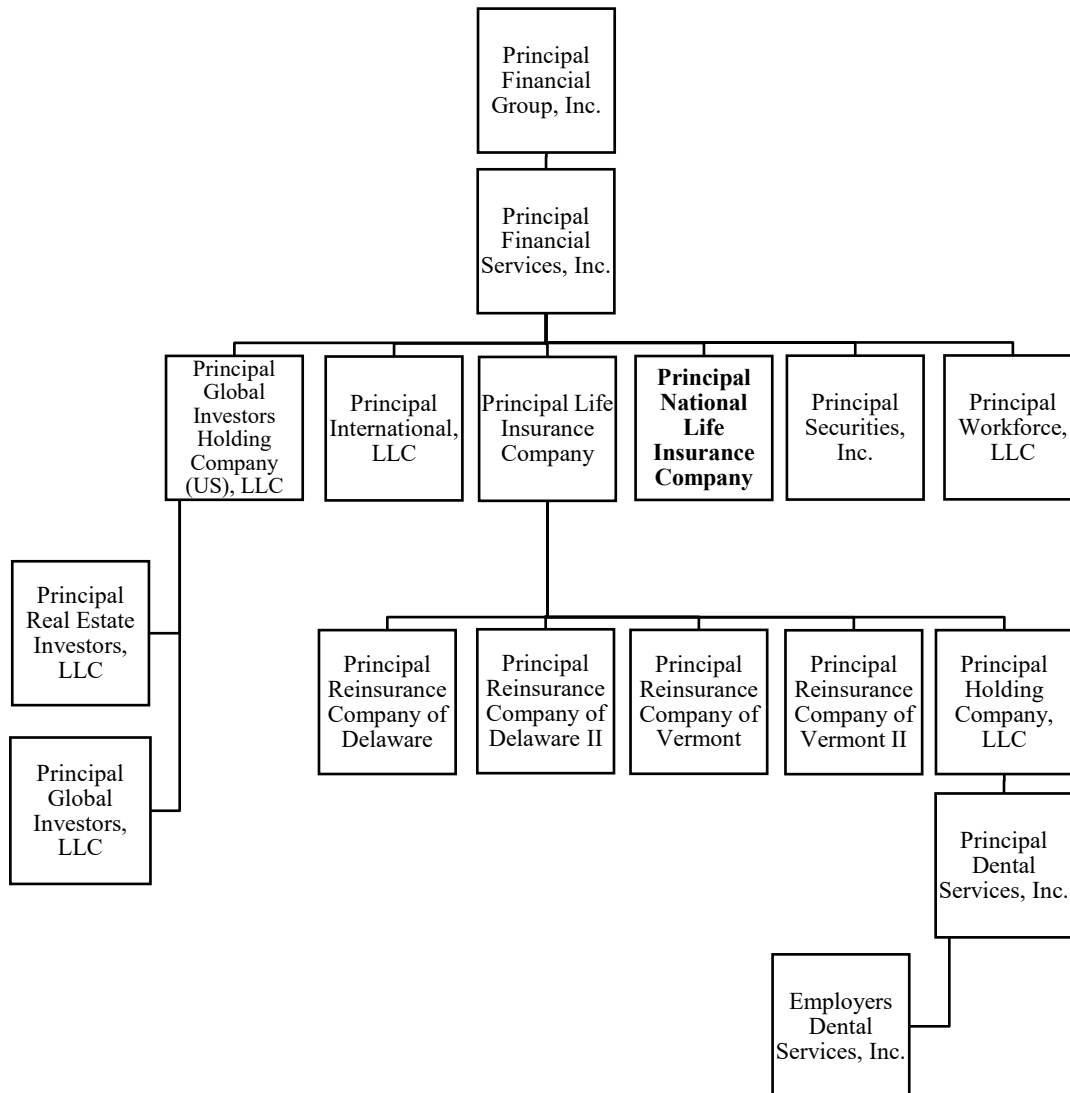 Principal
Financial
Group, Inc.
Principal
Financial
Services, Inc.
Principal
Global
Investors
Holding
Company
(US), LLC
Principal
International,
LLC
Principal Life
Insurance
Company
Principal
National
Life
Insurance
Company
Principal
Securities,
Inc.
Principal
Workforce,
LLC
Principal
Real Estate
Investors,
LLC
Principal
Global
Investors,
LLC
Principal
Reinsurance
Company of
Delaware
Principal
Reinsurance
Company of
Delaware II
Principal
Reinsurance
Company of
Vermont
Principal
Reinsurance
Company of
Vermont II
Principal
Holding
Company,
LLC
Principal
Dental
Services, Inc.
Employers
Dental
Services, Inc.